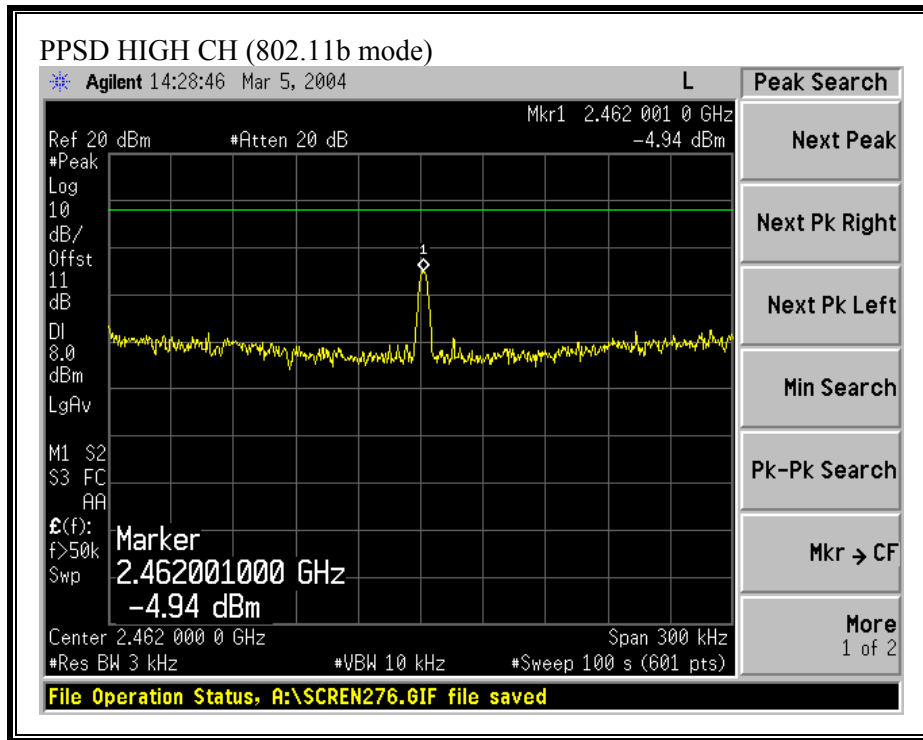 PPSD HIGH CH (802.11b mode)
Agilent 14:28:46 Mar 5, 2004 L
Mkr1 2.462 001 0 GHz
Ref 20 dBm #Atten 20 dB -4.94 dBm
#Peak
Log
10
dB/
Offst
11
dB
DI
8.0
dBm
LgAv
M1 S2
S3 FC
AA
£(f):
f>50k
Swp
1
Marker
2.462001000 GHz
-4.94 dBm
Center 2.462 000 0 GHz Span 300 kHz
#Res BW 3 kHz #VBW 10 kHz #Sweep 100 s (601 pts)
File Operation Status, A:\SCREN276.GIF file saved
Peak Search
Next Peak
Next Pk Right
Next Pk Left
Min Search
Pk-Pk Search
Mkr → CF
More
1 of 2